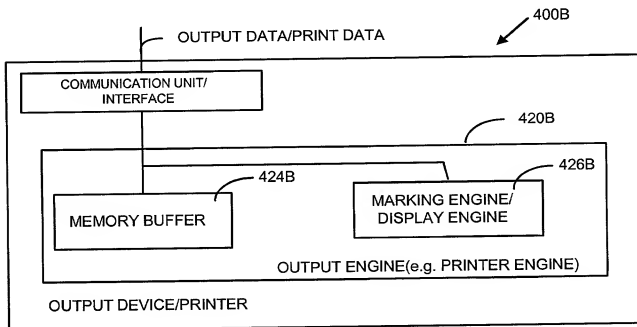 OUTPUT DATA/PRINT DATA
400B
COMMUNICATION UNIT/
INTERFACE
420B
424B
426B
MEMORY BUFFER
MARKING ENGINE/
DISPLAY ENGINE
OUTPUT ENGINE(e.g. PRINTER ENGINE)
OUTPUT DEVICE/PRINTER